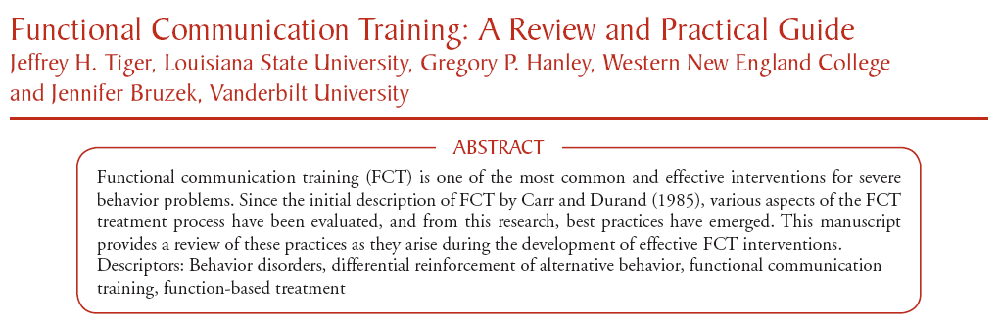 Functional Communication Training: A Review and Practical Guide
Jeffrey H. Tiger, Louisiana State University, Gregory P. Hanley, Western New England College
and Jennifer Bruzek, Vanderbilt University
ABSTRACT
Functional communication training (FCT) is one of the most common and effective interventions for severe
behavior problems. Since the initial description of FCT by Carr and Durand (1985), various aspects of the FCT
treatment process have been evaluated, and from this research, best practices have emerged. This manuscript
provides a review of these practices as they arise during the development of effective FCT interventions.
Descriptors: Behavior disorders, differential reinforcement of alternative behavior, functional communication
training, function-based treatment